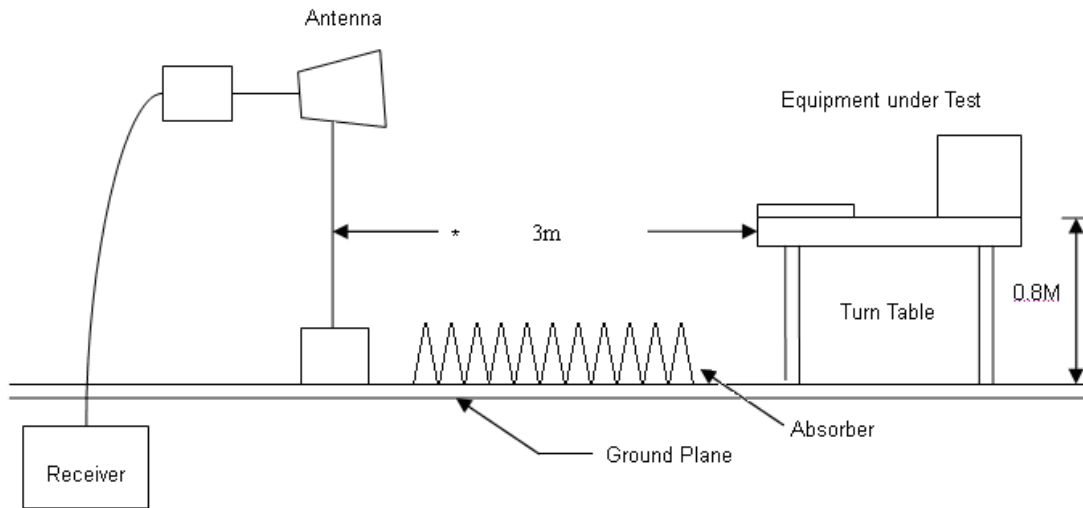 Antenna
Equipment under Test
* 3m
0.8M
Turn Table
Absorber
Ground Plane
Receiver